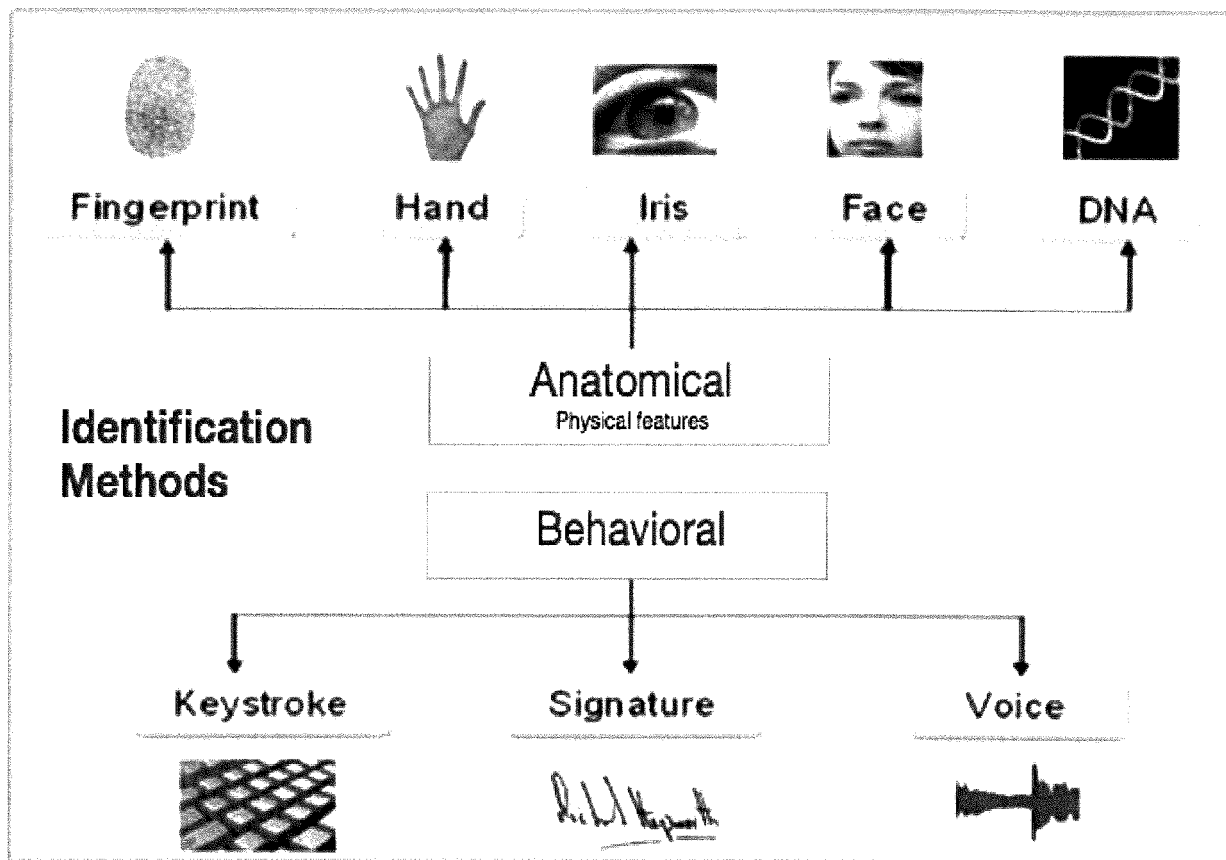 Fingerprint Hand Iris Face DNA
Anatomical
Physical features
Identification
Methods
Behavioral
Keystroke Signature Voice